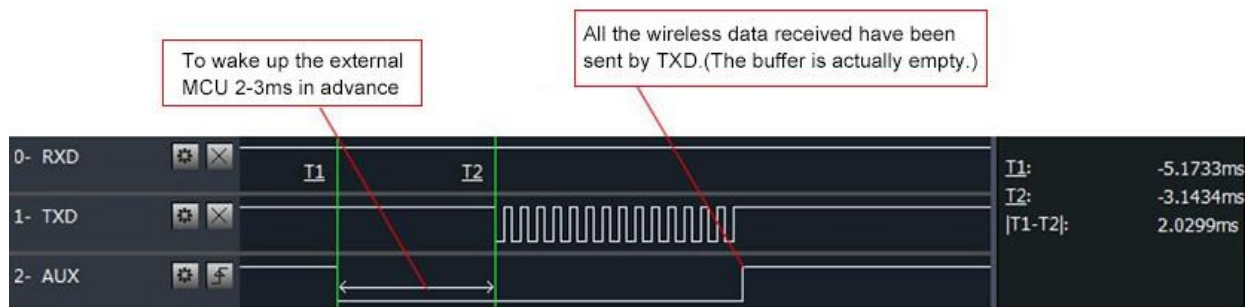 All the wireless data received have been
sent by TXD.(The buffer is actually empty.)
To wake up the external
MCU 2-3ms in advance
0- RXD
T1
T2
1- TXD
2- AUX
T1: -5.1733ms
T2: -3.1434ms
|T1-T2|: 2.0299ms